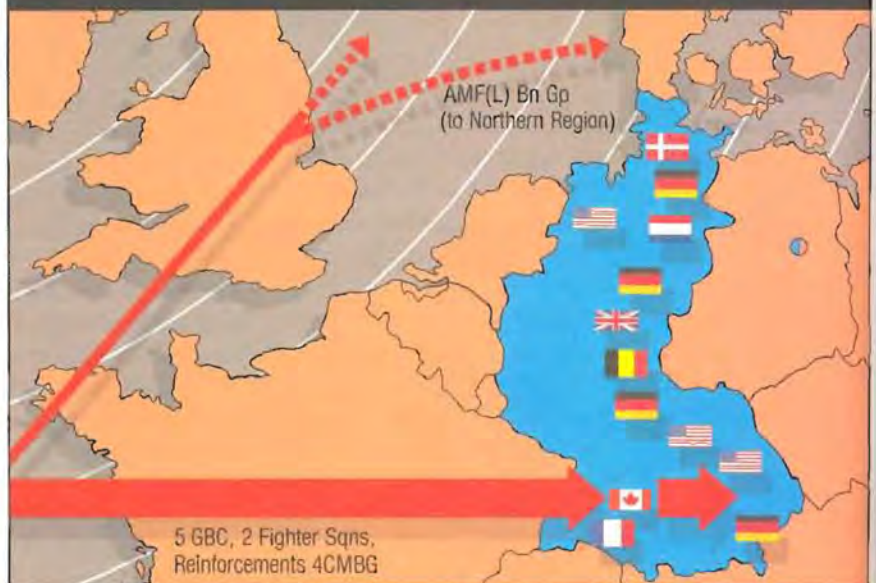 AMF(L) Bn Gp
(to Northern Region)
5 GBC, 2 Fighter Sqns,
Reinforcements 4CMBG